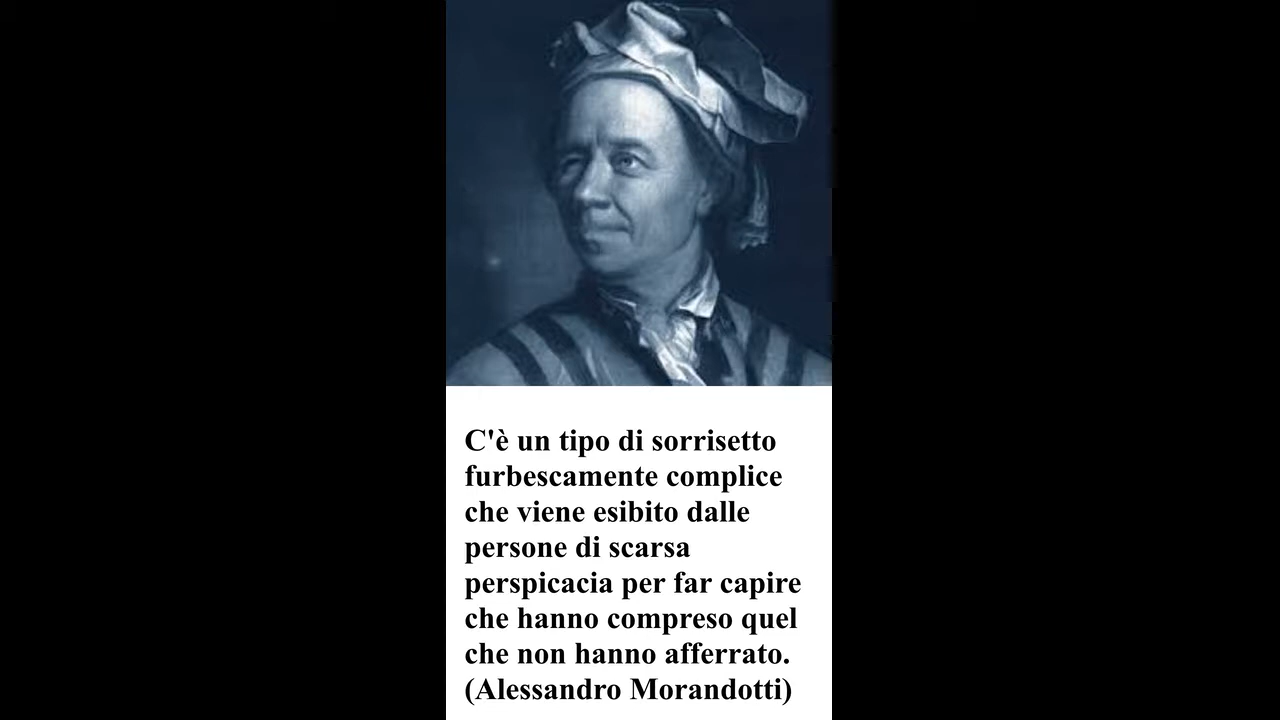 C'è un tipo di sorrisetto
furbescamente complice
che viene esibito dalle
persone di scarsa
perspicacia per far capire
che hanno compreso quel
che non hanno afferrato.
(Alessandro Morandotti)